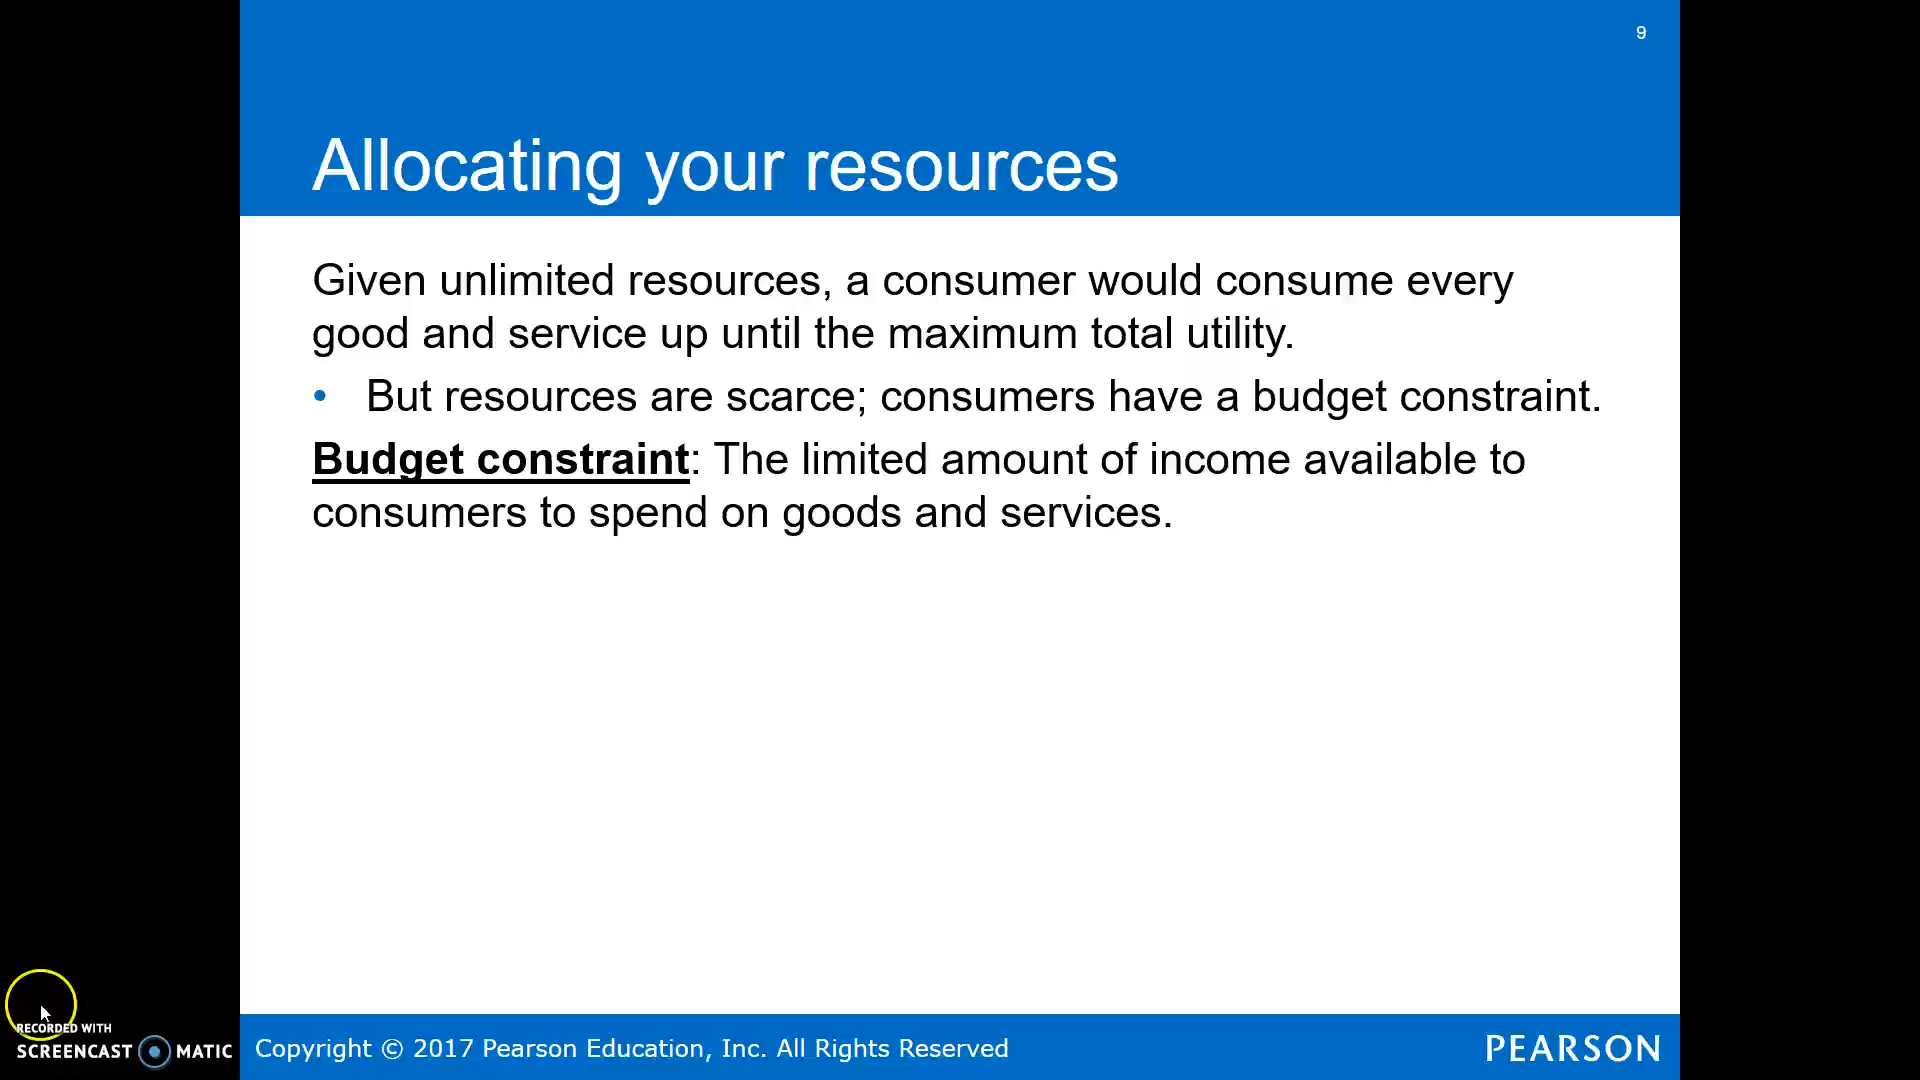 9
Allocating your resources
Given unlimited resources, a consumer would consume every
good and service up until the maximum total utility.
• But resources are scarce; consumers have a budget constraint.
Budget constraint: The limited amount of income available to
consumers to spend on goods and services.
RECORDED WITH
SCREENCAST MATIC
Copyright © 2017 Pearson Education, Inc. All Rights Reserved
PEARSON